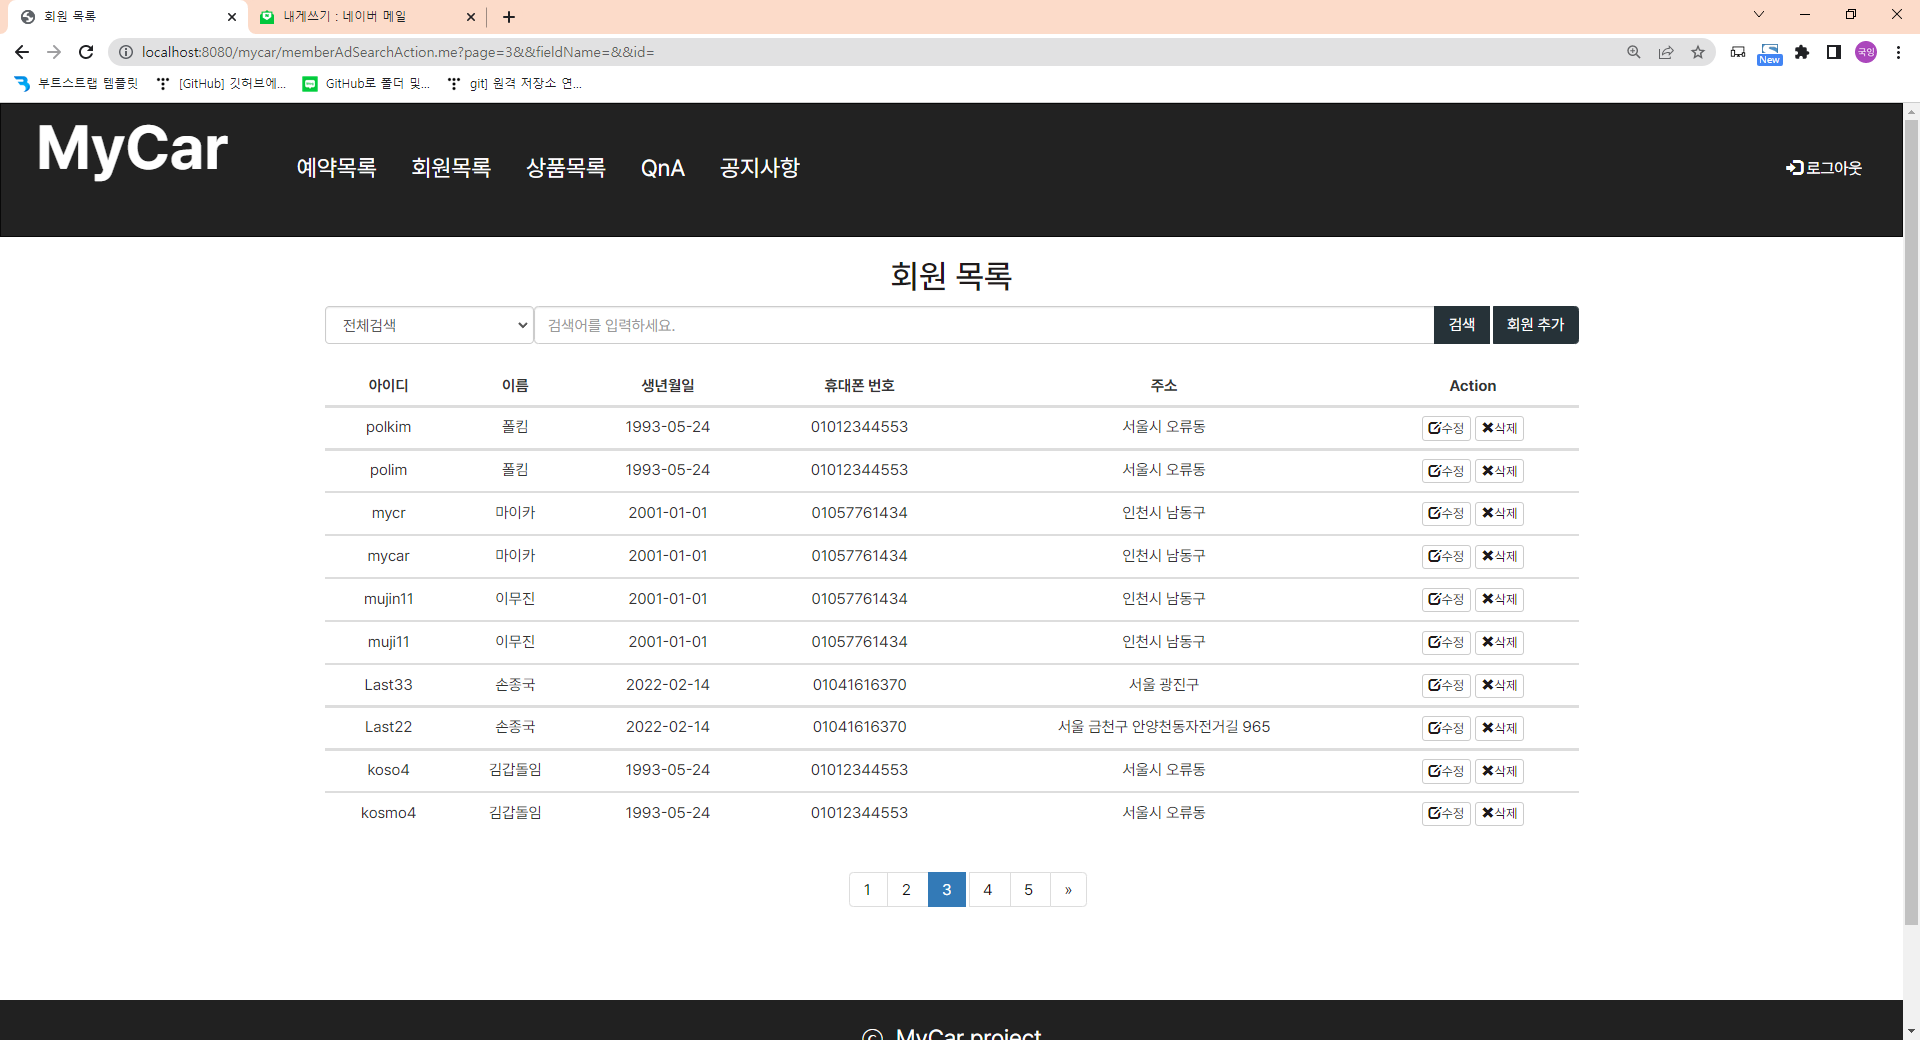 회원 목록
내게쓰기 : 네이버 메일
localhost:8080/mycar/memberAdSearchAction.me?page=3&&fieldName=&&id=
New
국잉
부트스트랩 템플릿
[GitHub] 깃허브에...
GitHub로 폴더 및...
git] 원격 저장소 연...
MyCar
예약목록 회원목록 상품목록 QnA 공지사항
로그아웃
회원 목록
전체검색 검색어를 입력하세요. 검색 회원 추가
아이디 이름 생년월일 휴대폰 번호 주소 Action
polkim 폴킴 1993-05-24 01012344553 서울시 오류동 수정 삭제
polim 폴킴 1993-05-24 01012344553 서울시 오류동 수정 삭제
mycr 마이카 2001-01-01 01057761434 인천시 남동구 수정 삭제
mycar 마이카 2001-01-01 01057761434 인천시 남동구 수정 삭제
mujin11 이무진 2001-01-01 01057761434 인천시 남동구 수정 삭제
muji11 이무진 2001-01-01 01057761434 인천시 남동구 수정 삭제
Last33 손종국 2022-02-14 01041616370 서울 광진구 수정 삭제
Last22 손종국 2022-02-14 01041616370 서울 금천구 안양천동자전거길 965 수정 삭제
koso4 김갑돌임 1993-05-24 01012344553 서울시 오류동 수정 삭제
kosmo4 김갑돌임 1993-05-24 01012344553 서울시 오류동 수정 삭제
1 2 3 4 5 »
ⓒ MyCar project